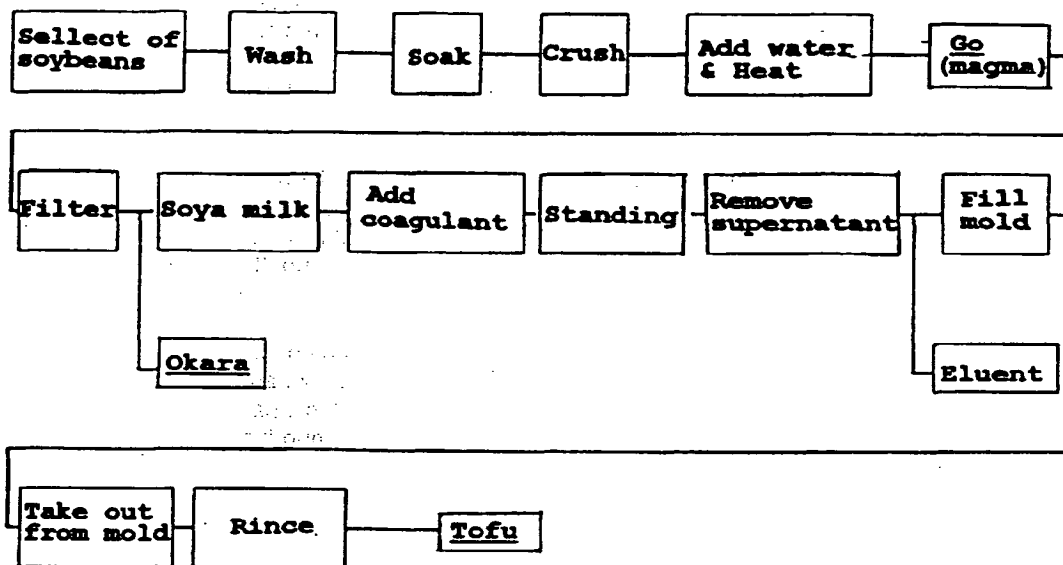 Sellect of
soybeans
Wash
Soak
Crush
Add water
& Heat
Go
(magma)
Filter
Soya milk
Add
coagulant
Standing
Remove
supernatant
Fill
mold
Okara
Eluent
Take out
from mold
Rince
Tofu